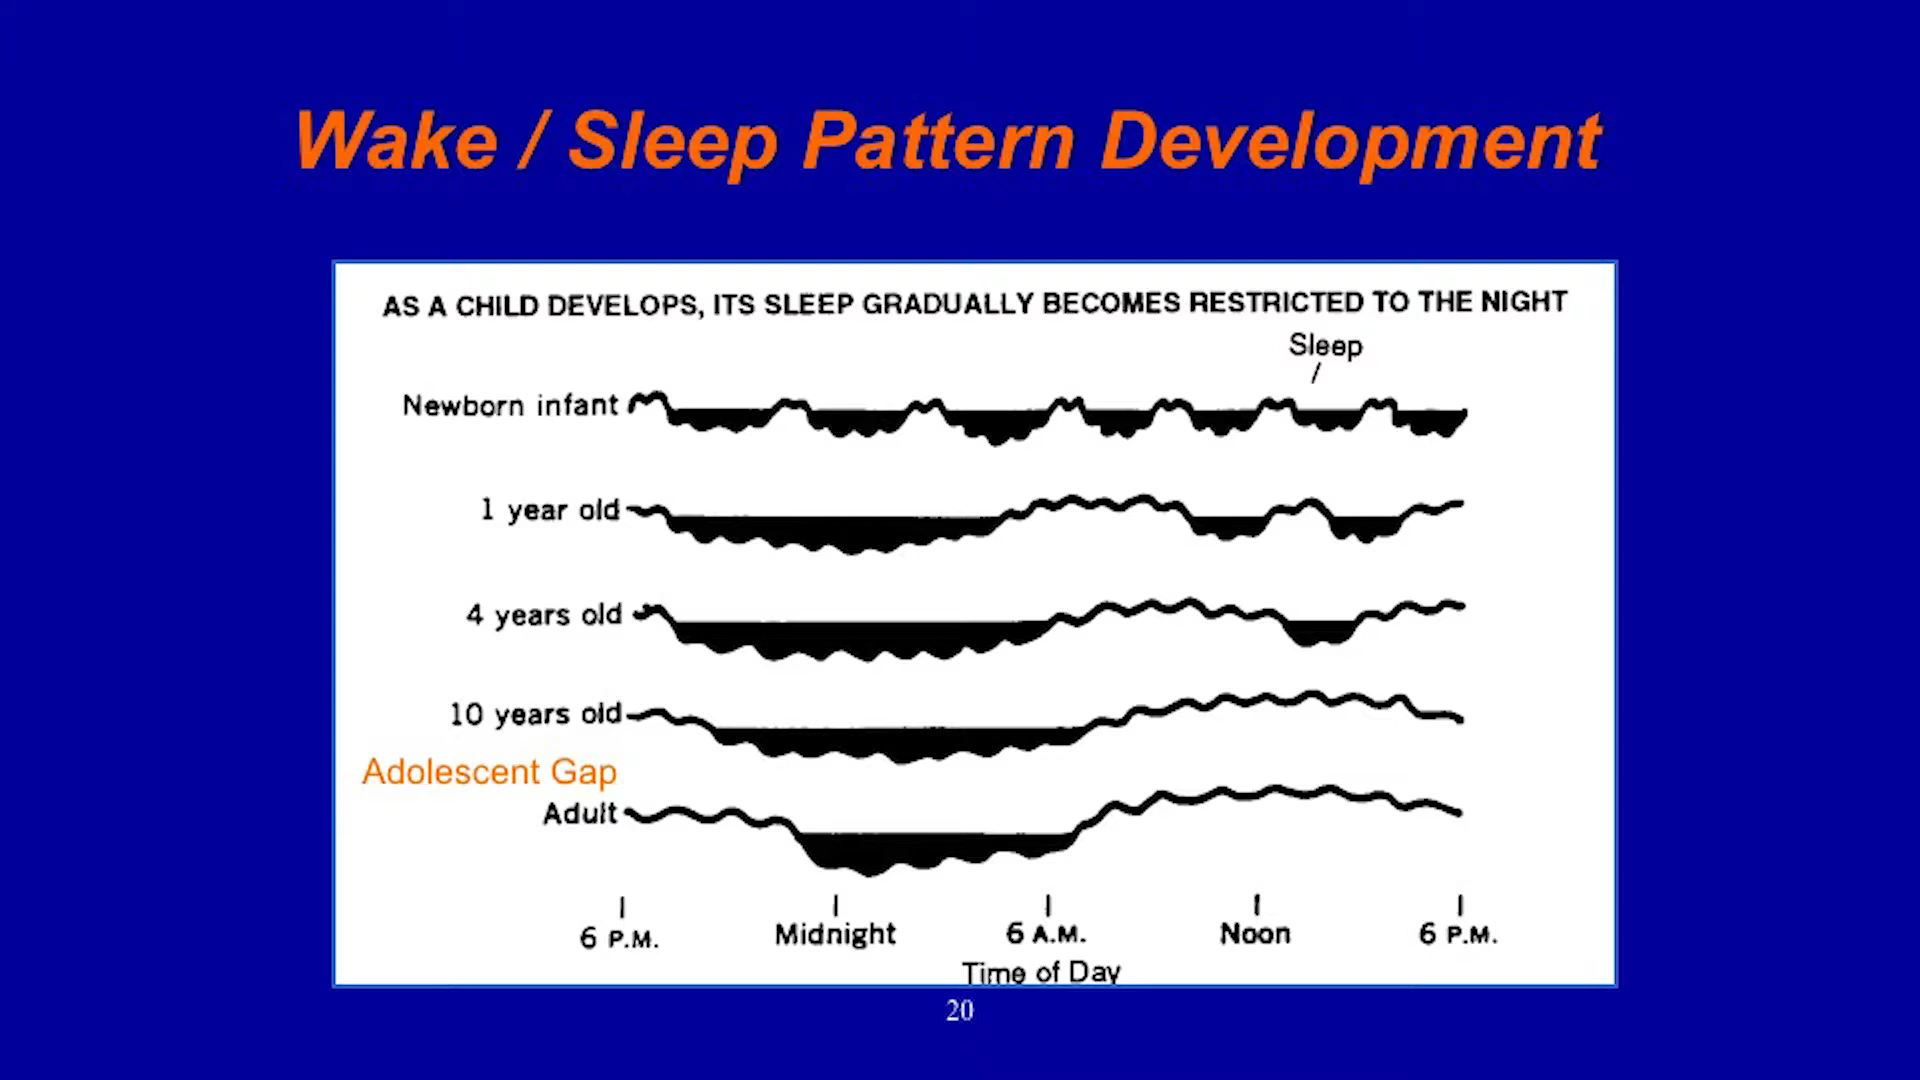 Wake / Sleep Pattern Development
AS A CHILD DEVELOPS, ITS SLEEP GRADUALLY BECOMES RESTRICTED TO THE NIGHT
Sleep
Newborn infant
1 year old
4 years old
10 years old
Adolescent Gap
Adult
6 P.M. Midnight 6 A.M. Noon 6 P.M.
Time of Day
20